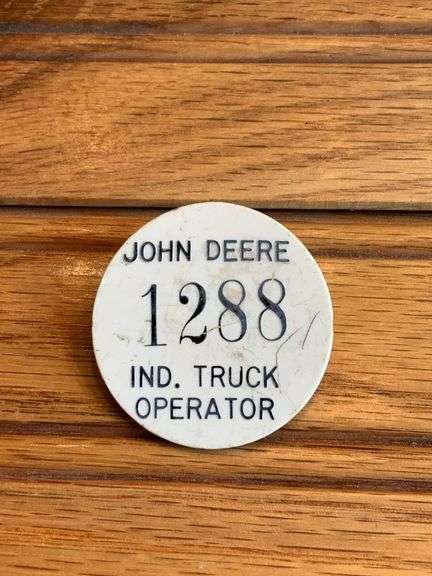 JOHN DEERE
1288
IND. TRUCK
OPERATOR